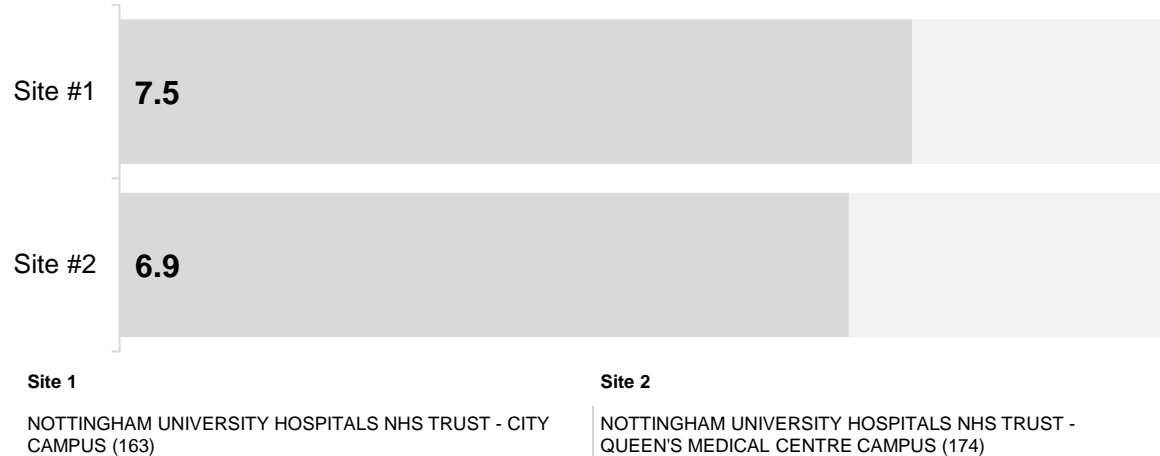 Site #1
7.5
Site #2
6.9
Site 1
NOTTINGHAM UNIVERSITY HOSPITALS NHS TRUST - CITY
CAMPUS (163)
Site 2
NOTTINGHAM UNIVERSITY HOSPITALS NHS TRUST -
QUEEN'S MEDICAL CENTRE CAMPUS (174)